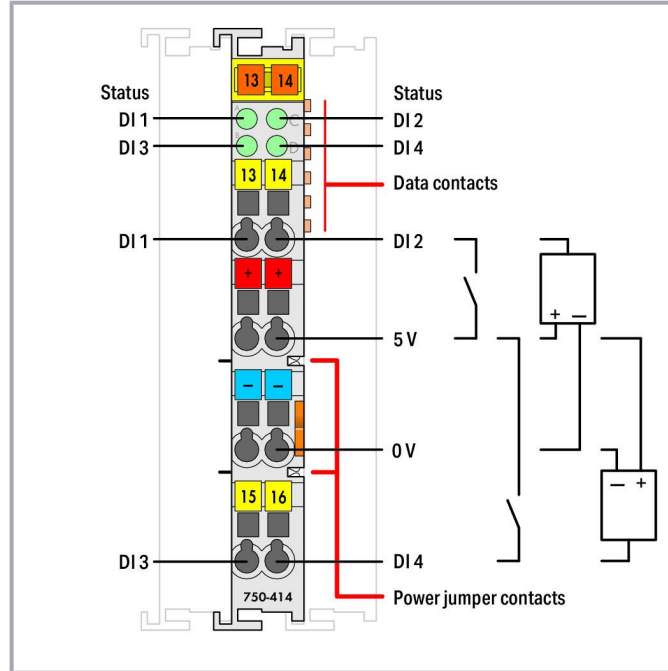 13 14
Status
Status
A
C
DI 1
DI 2
B
D
DI 3
DI 4
13 14
Data contacts
DI 1
DI 2
+ +
+ −
5 V
− −
0 V
− +
15 16
DI 3
DI 4
750-414
Power jumper contacts